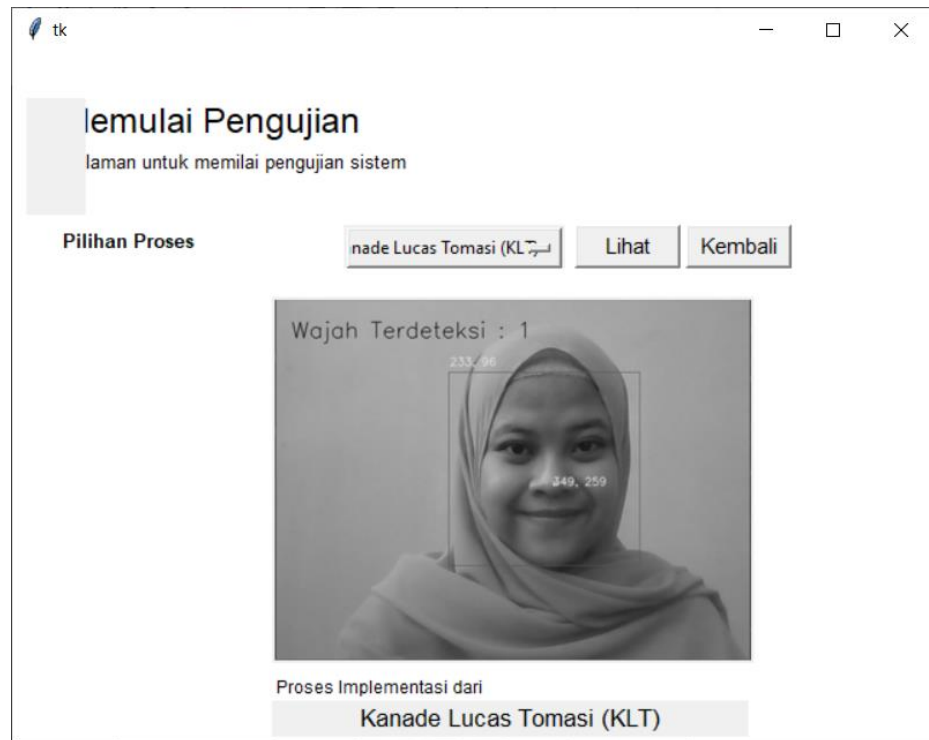 tk
lemulai Pengujian
laman untuk memilai pengujian sistem
Pilihan Proses
nade Lucas Tomasi (KLT)
Lihat
Kembali
Wajah Terdeteksi : 1
233, 96
349, 259
Proses Implementasi dari
Kanade Lucas Tomasi (KLT)